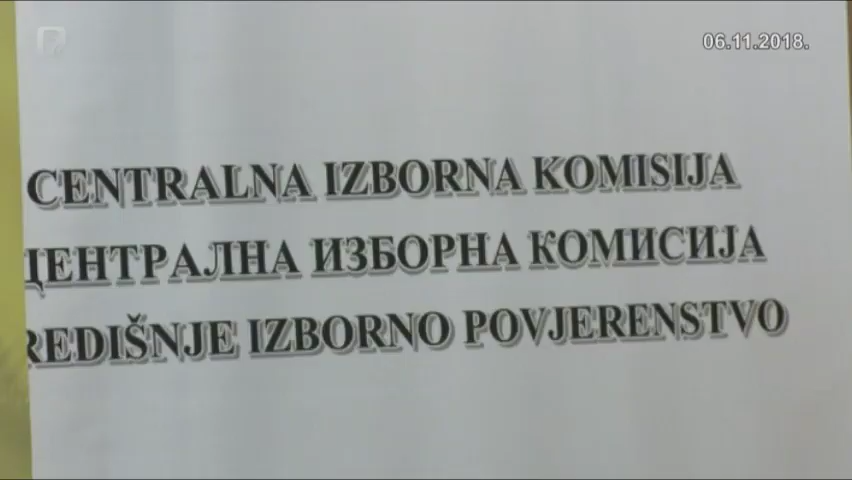 06.11.2018.
CENTRALNA IZBORNA KOMISIJA
ЦЕНТРАЛНА ИЗБОРНА КОМИСИЈА
REDIŠNJE IZBORNO POVJERENSTVO